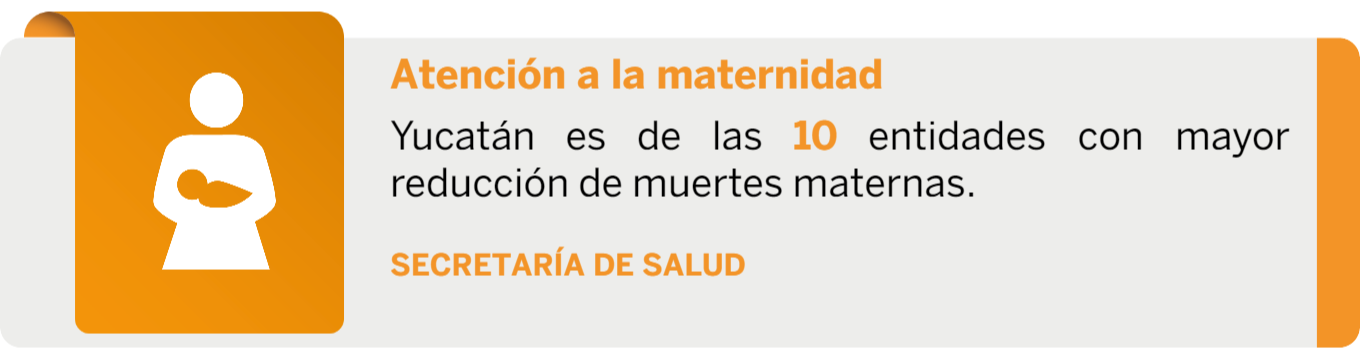 Atención a la maternidad
Yucatán es de las 10 entidades con mayor
reducción de muertes maternas.
SECRETARÍA DE SALUD